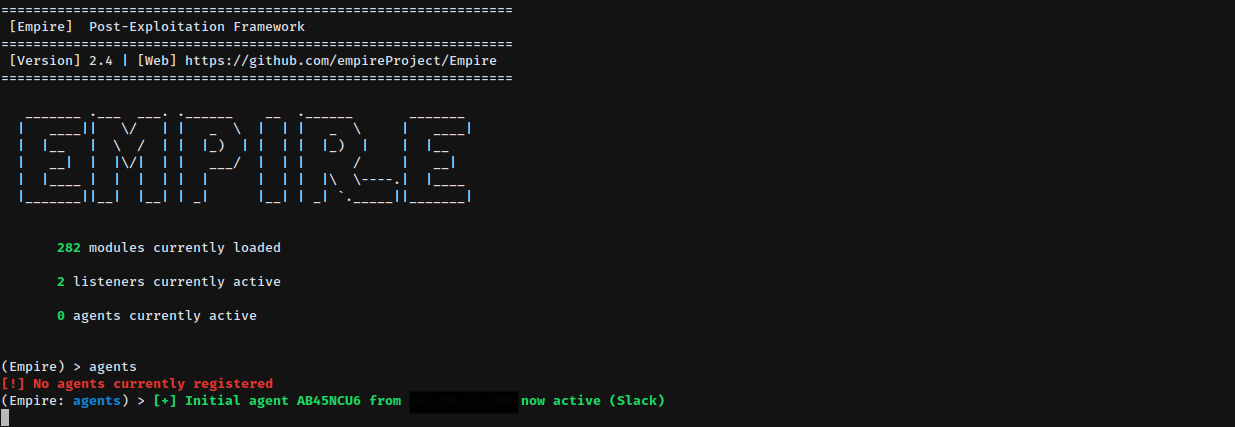 ================================================================
[Empire]  Post-Exploitation Framework
================================================================
[Version] 2.4 | [Web] https://github.com/empireProject/Empire
================================================================
EMPIRE
282 modules currently loaded
2 listeners currently active
0 agents currently active
(Empire) > agents
[!] No agents currently registered
(Empire: agents) > [+] Initial agent AB45NCU6 from now active (Slack)